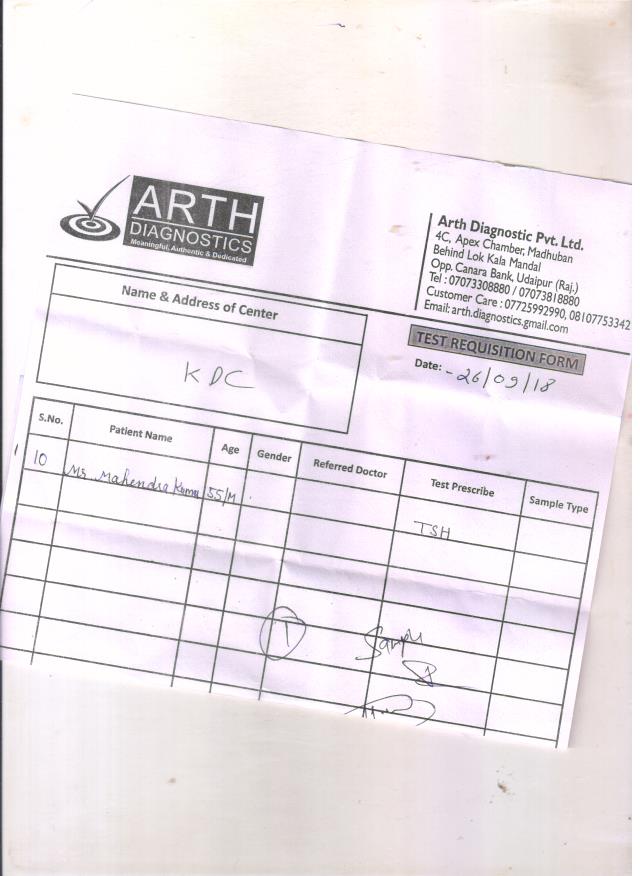 ARTH
DIAGNOSTICS
Meaningful, Authentic & Dedicated
Arth Diagnostic Pvt. Ltd.
4C, Apex Chamber, Madhuban
Behind Lok Kala Mandal
Opp. Canara Bank, Udaipur (Raj.)
Tel : 07073308880 / 07073818880
Customer Care : 07725992990, 08107753342
Email: arth.diagnostics.gmail.com
Name & Address of Center
KDC
TEST REQUISITION FORM
Date: - 26/09/18
S.No. Patient Name Age Gender Referred Doctor Test Prescribe Sample Type
10 Mr. Mahendra Kumar 55/M
TSH